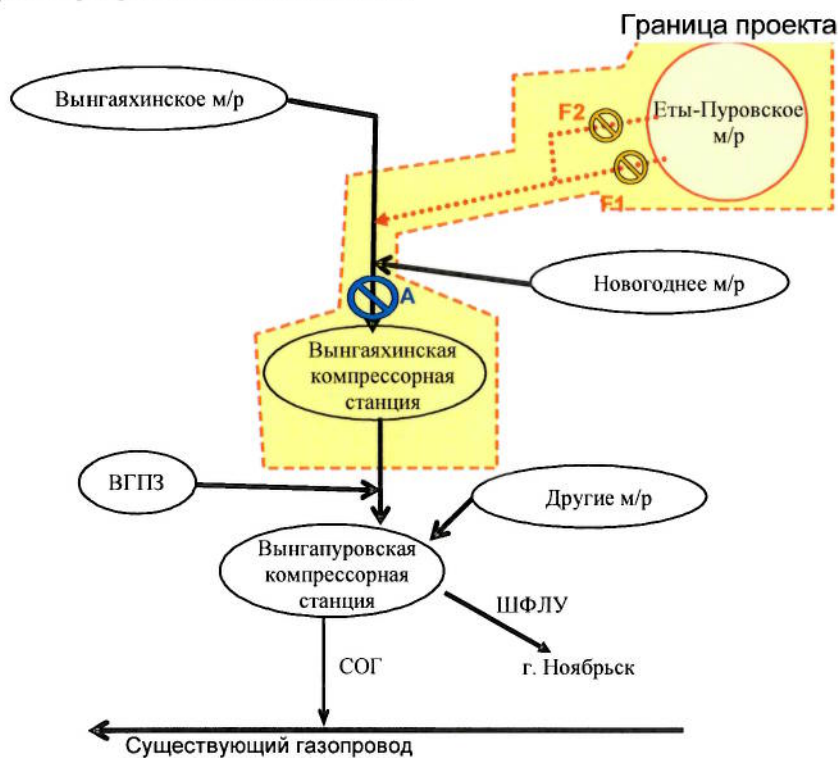 Граница проекта
Вынгаяхинское м/р
F2
Еты-Пуровское
м/р
F1
Новогоднее м/р
A
Вынгаяхинская
компрессорная
станция
ВГПЗ
Другие м/р
Вынгапуровская
компрессорная
станция
ШФЛУ
СОГ
г. Ноябрьск
Существующий газопровод